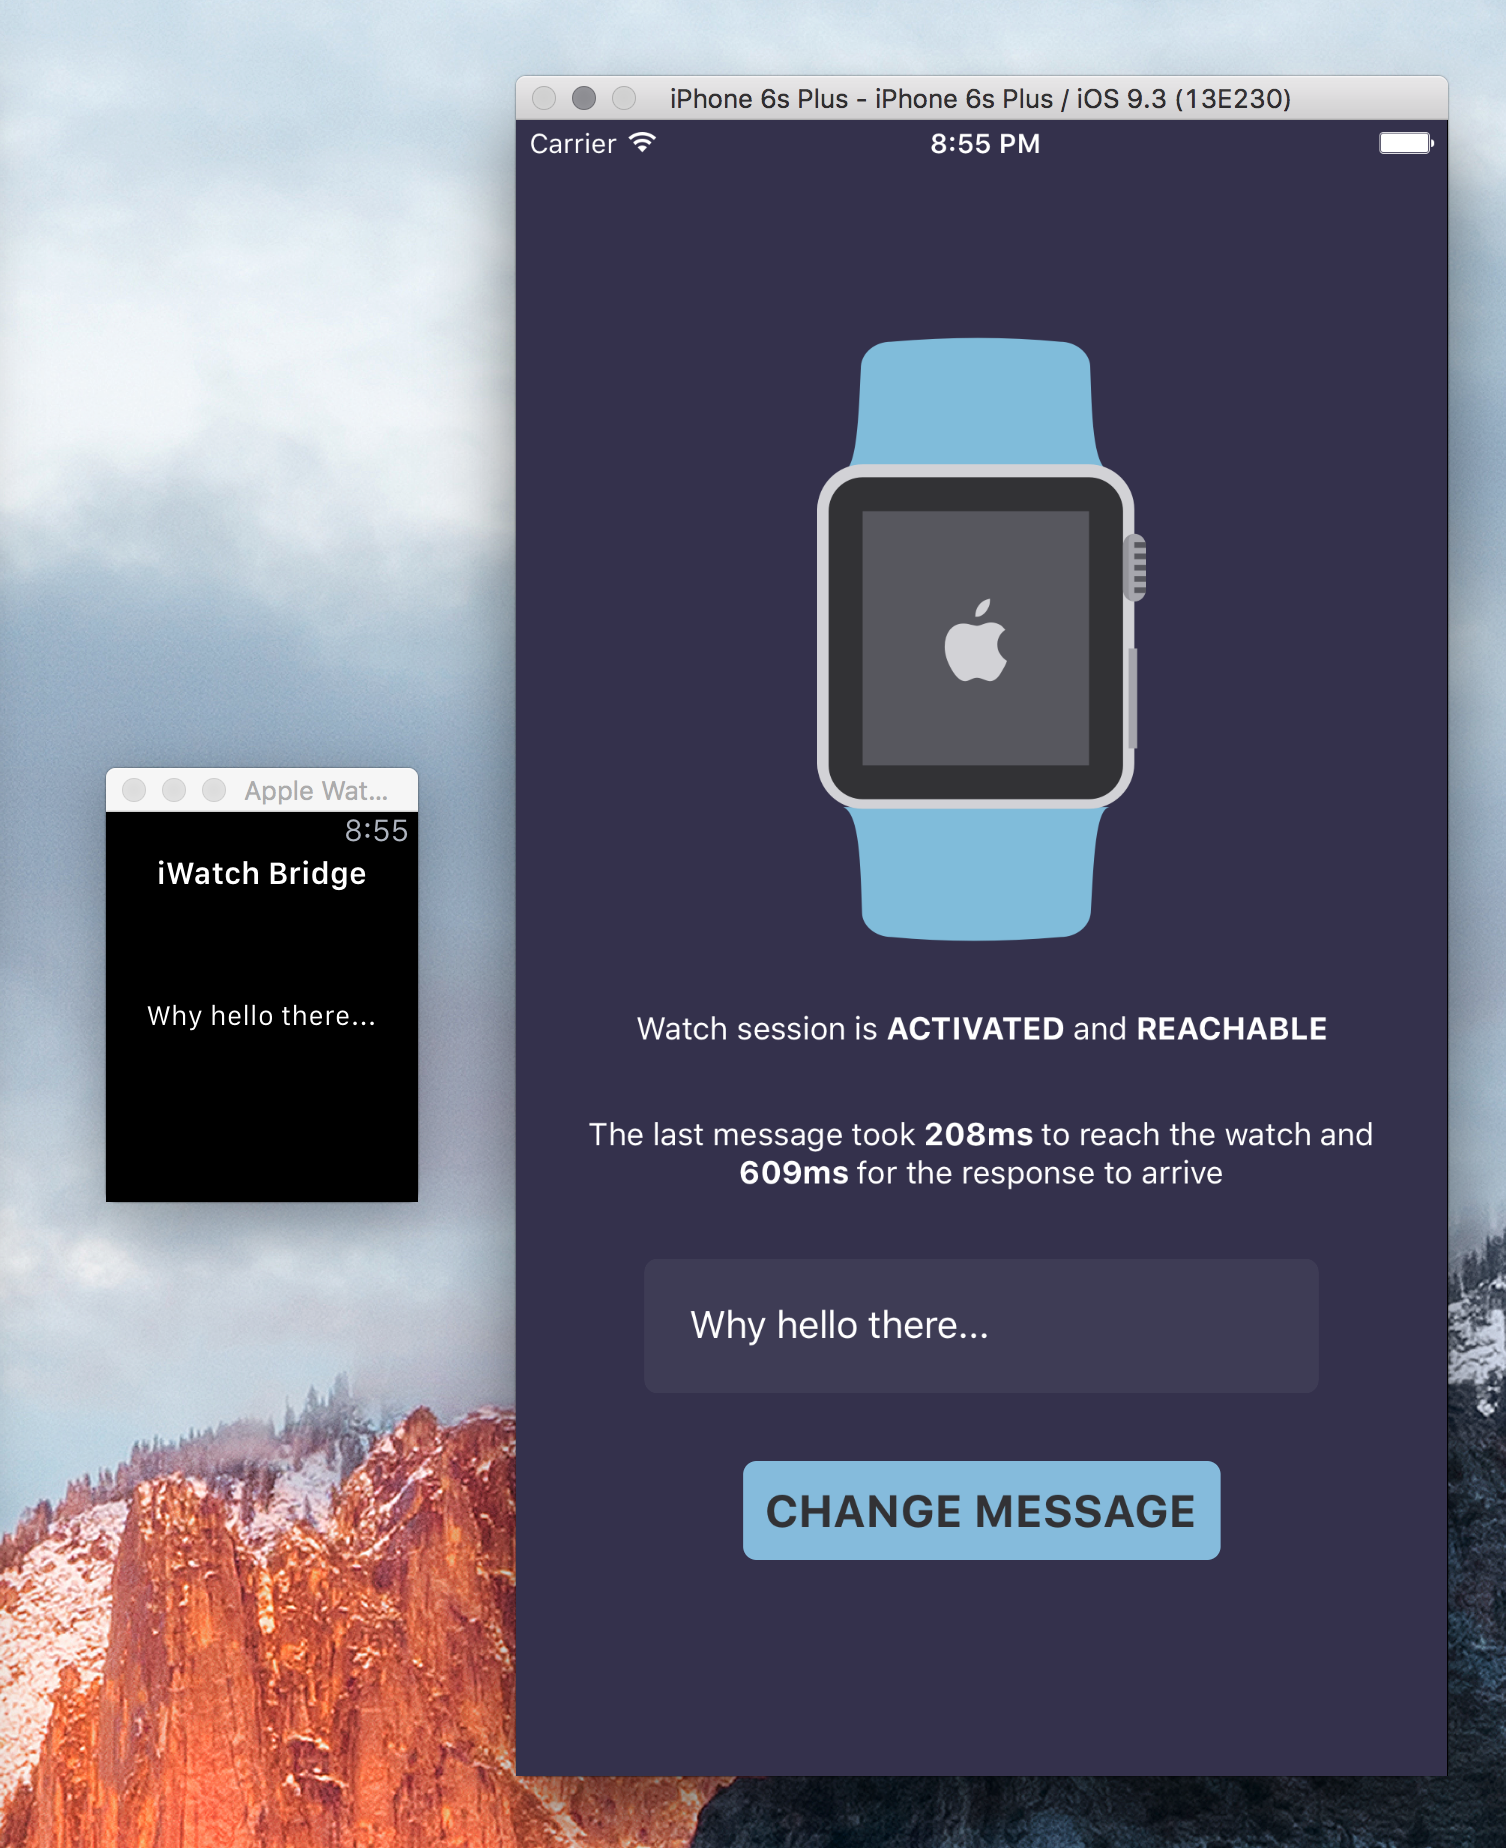 iPhone 6s Plus - iPhone 6s Plus / iOS 9.3 (13E230)
Carrier
8:55 PM
Apple Wat...
8:55
iWatch Bridge
Why hello there...
Watch session is ACTIVATED and REACHABLE
The last message took 208ms to reach the watch and
609ms for the response to arrive
Why hello there...
CHANGE MESSAGE